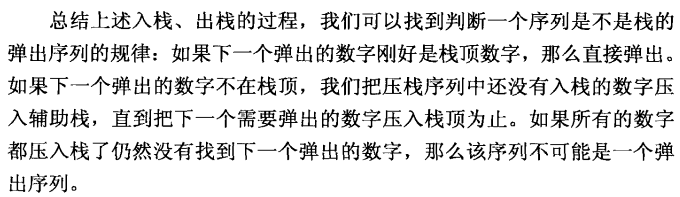 总结上述入栈、出栈的过程，我们可以找到判断一个序列是不是栈的
弹出序列的规律：如果下一个弹出的数字刚好是栈顶数字，那么直接弹出。
如果下一个弹出的数字不在栈顶，我们把压栈序列中还没有入栈的数字压
入辅助栈，直到把下一个需要弹出的数字压入栈顶为止。如果所有的数字
都压入栈了仍然没有找到下一个弹出的数字，那么该序列不可能是一个弹
出序列。